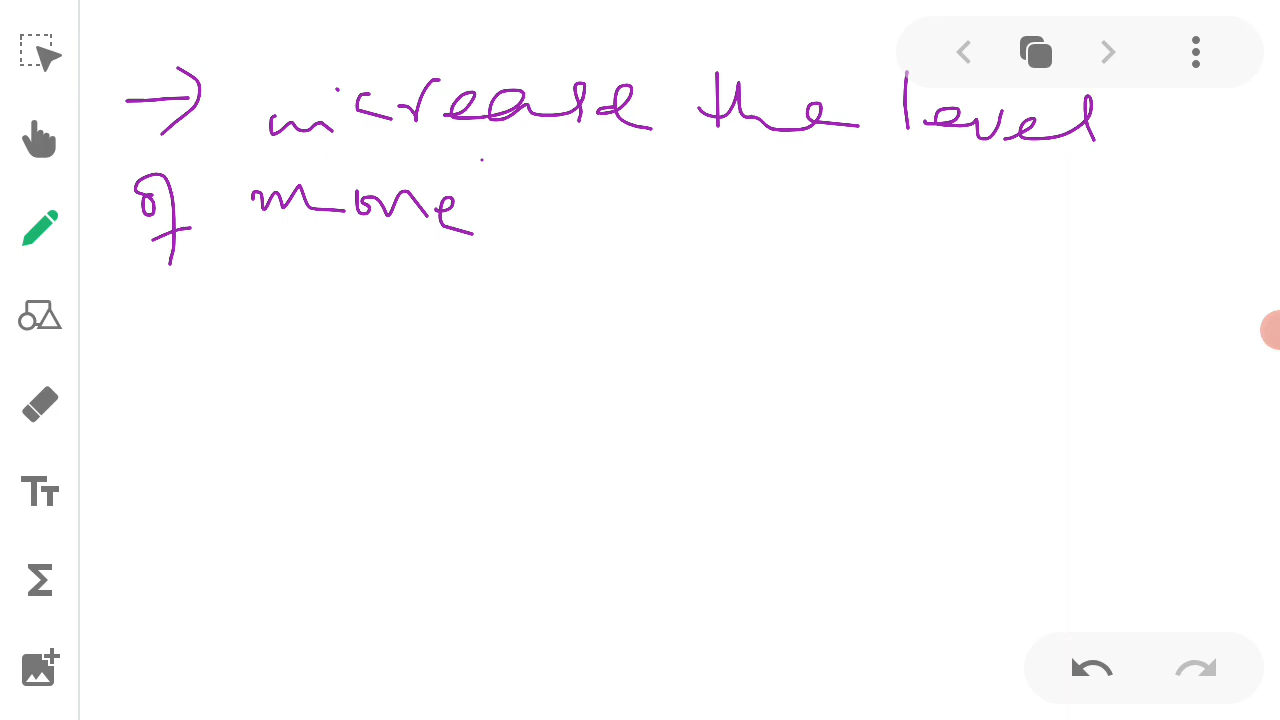 → increase the level
of mone